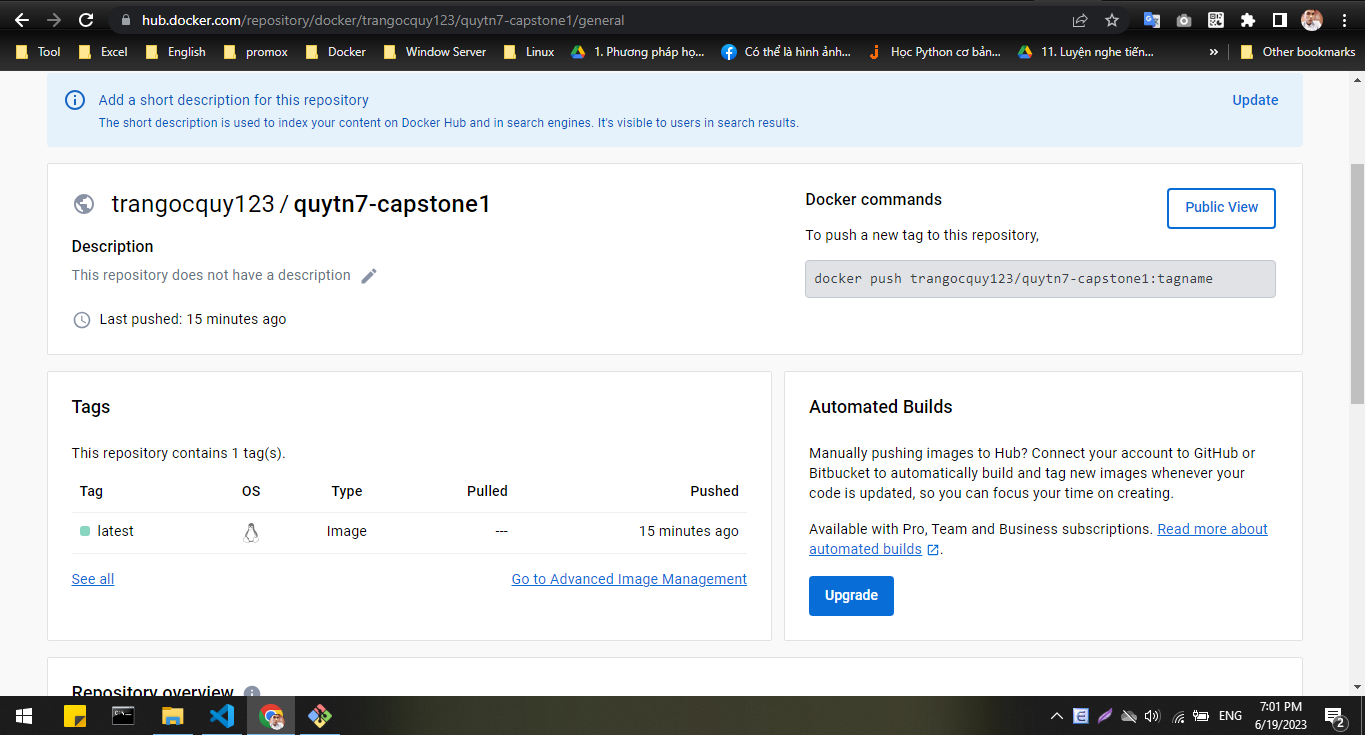 hub.docker.com/repository/docker/trangocquy123/quytn7-capstone1/general
Tool Excel English promox Docker Window Server Linux 1. Phương pháp họ... Có thể là hình ảnh... Học Python cơ bản... 11. Luyện nghe tiến... » Other bookmarks
Add a short description for this repository
Update
The short description is used to index your content on Docker Hub and in search engines. It's visible to users in search results.
trangocquy123 / quytn7-capstone1
Description
This repository does not have a description
Last pushed: 15 minutes ago
Docker commands
Public View
To push a new tag to this repository,
docker push trangocquy123/quytn7-capstone1:tagname
Tags
This repository contains 1 tag(s).
Tag OS Type Pulled Pushed
latest Image --- 15 minutes ago
See all
Go to Advanced Image Management
Automated Builds
Manually pushing images to Hub? Connect your account to GitHub or
Bitbucket to automatically build and tag new images whenever your
code is updated, so you can focus your time on creating.
Available with Pro, Team and Business subscriptions. Read more about
automated builds.
Upgrade
Repository overview
ENG
7:01 PM
6/19/2023
2